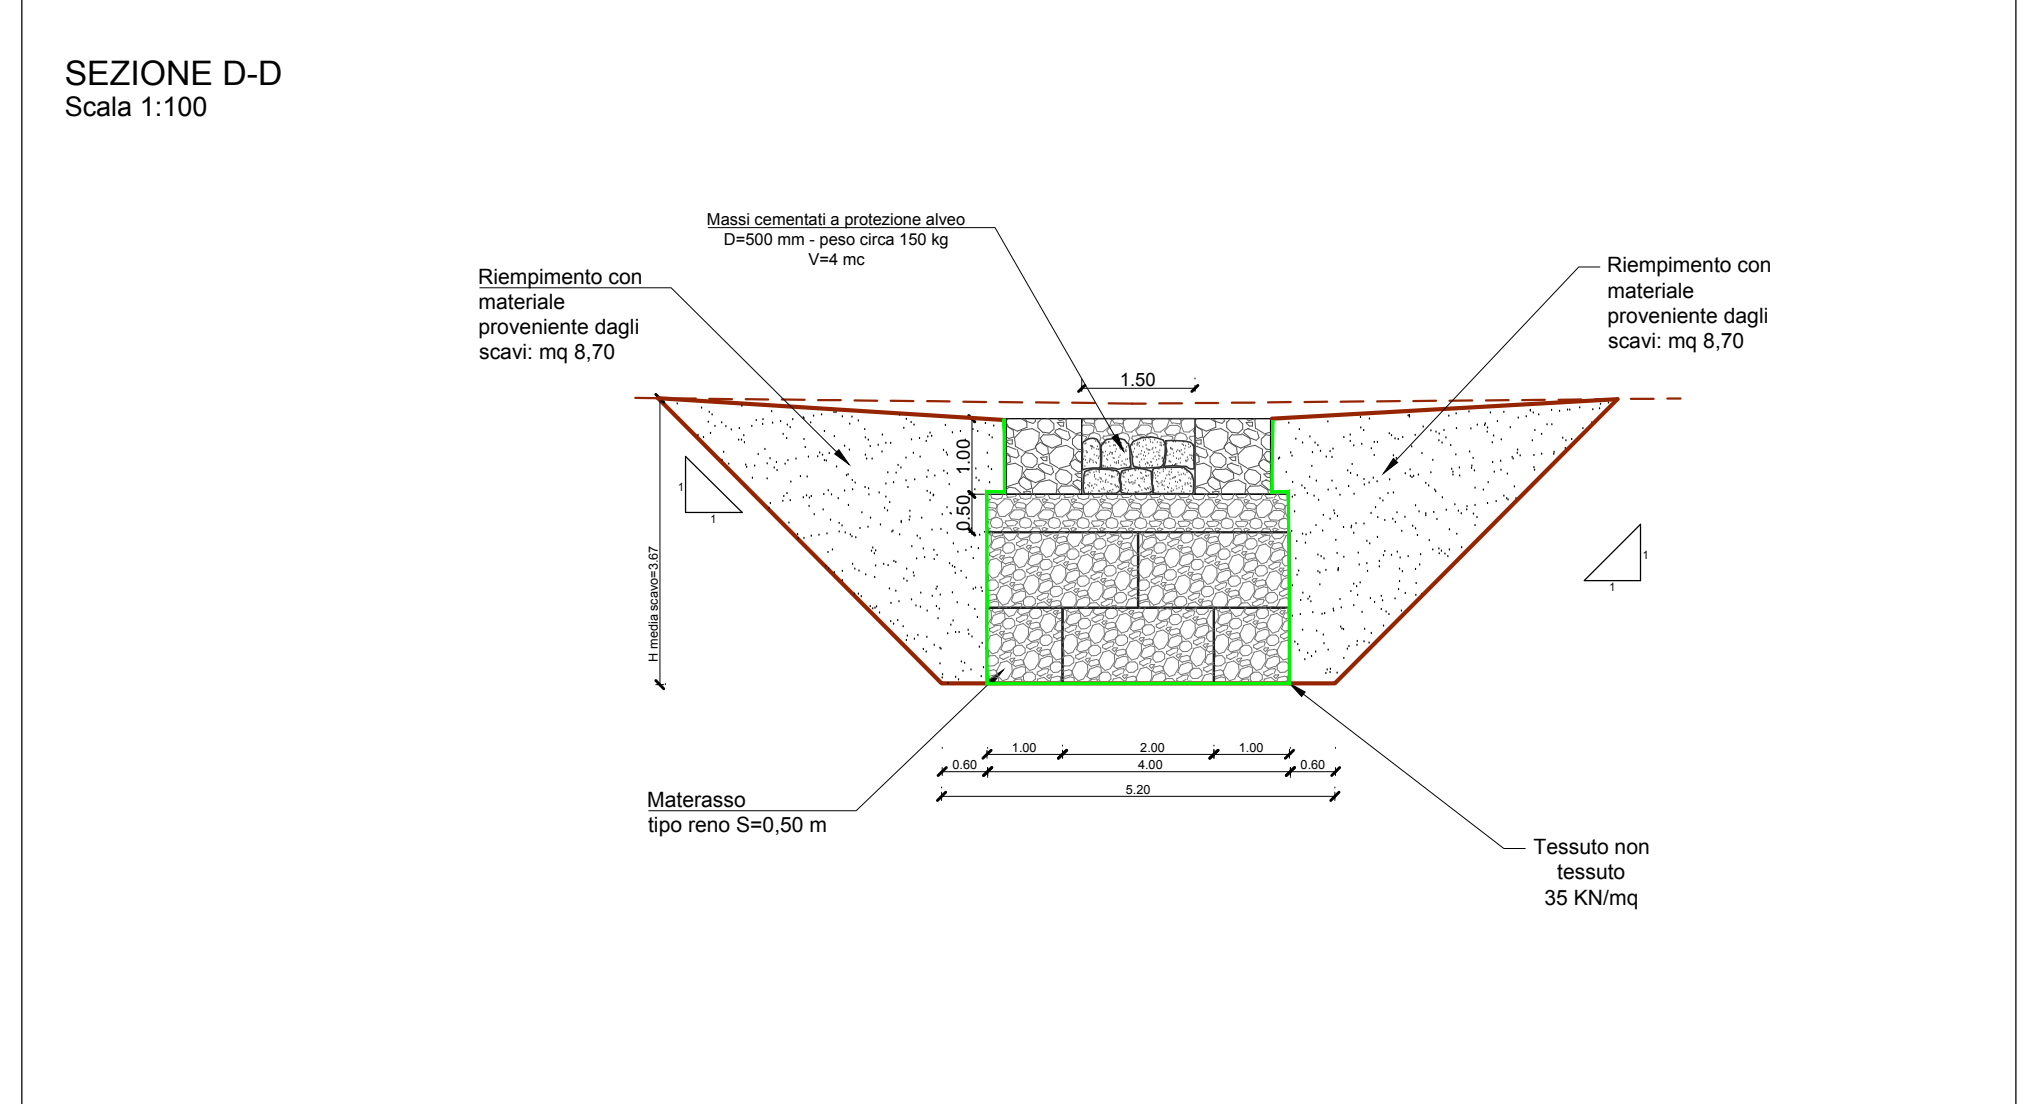 SEZIONE D-D
Scala 1:100
Massi cementati a protezione alveo
D=500 mm - peso circa 150 kg
V=4 mc
Riempimento con
materiale
proveniente dagli
scavi: mq 8,70
Riempimento con
materiale
proveniente dagli
scavi: mq 8,70
1.50
1.00
0.50
1
1
H media scavo=3.67
1
1
1.00
2.00
1.00
0.60
4.00
0.60
5.20
Materasso
tipo reno S=0,50 m
Tessuto non
tessuto
35 KN/mq